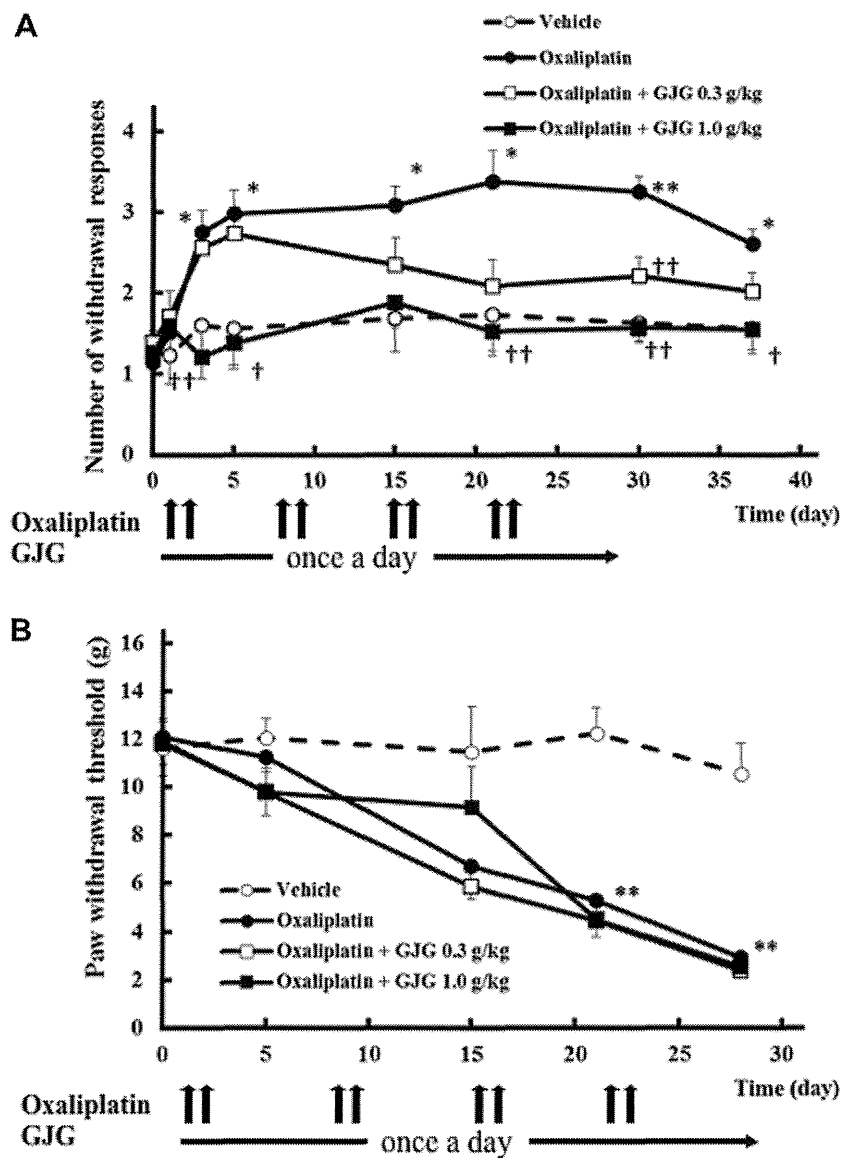 A
Vehicle
Oxaliplatin
Oxaliplatin + GJG 0.3 g/kg
Oxaliplatin + GJG 1.0 g/kg
Number of withdrawal responses
4
3
2
1
0
* * * * ** *
††
†† † †† †† †
0 5 10 15 20 25 30 35 40
Time (day)
Oxaliplatin
GJG once a day
B
Paw withdrawal threshold (g)
16
14
12
10
8
6
4
2
0
** **
Vehicle
Oxaliplatin
Oxaliplatin + GJG 0.3 g/kg
Oxaliplatin + GJG 1.0 g/kg
0 5 10 15 20 25 30
Time (day)
Oxaliplatin
GJG once a day